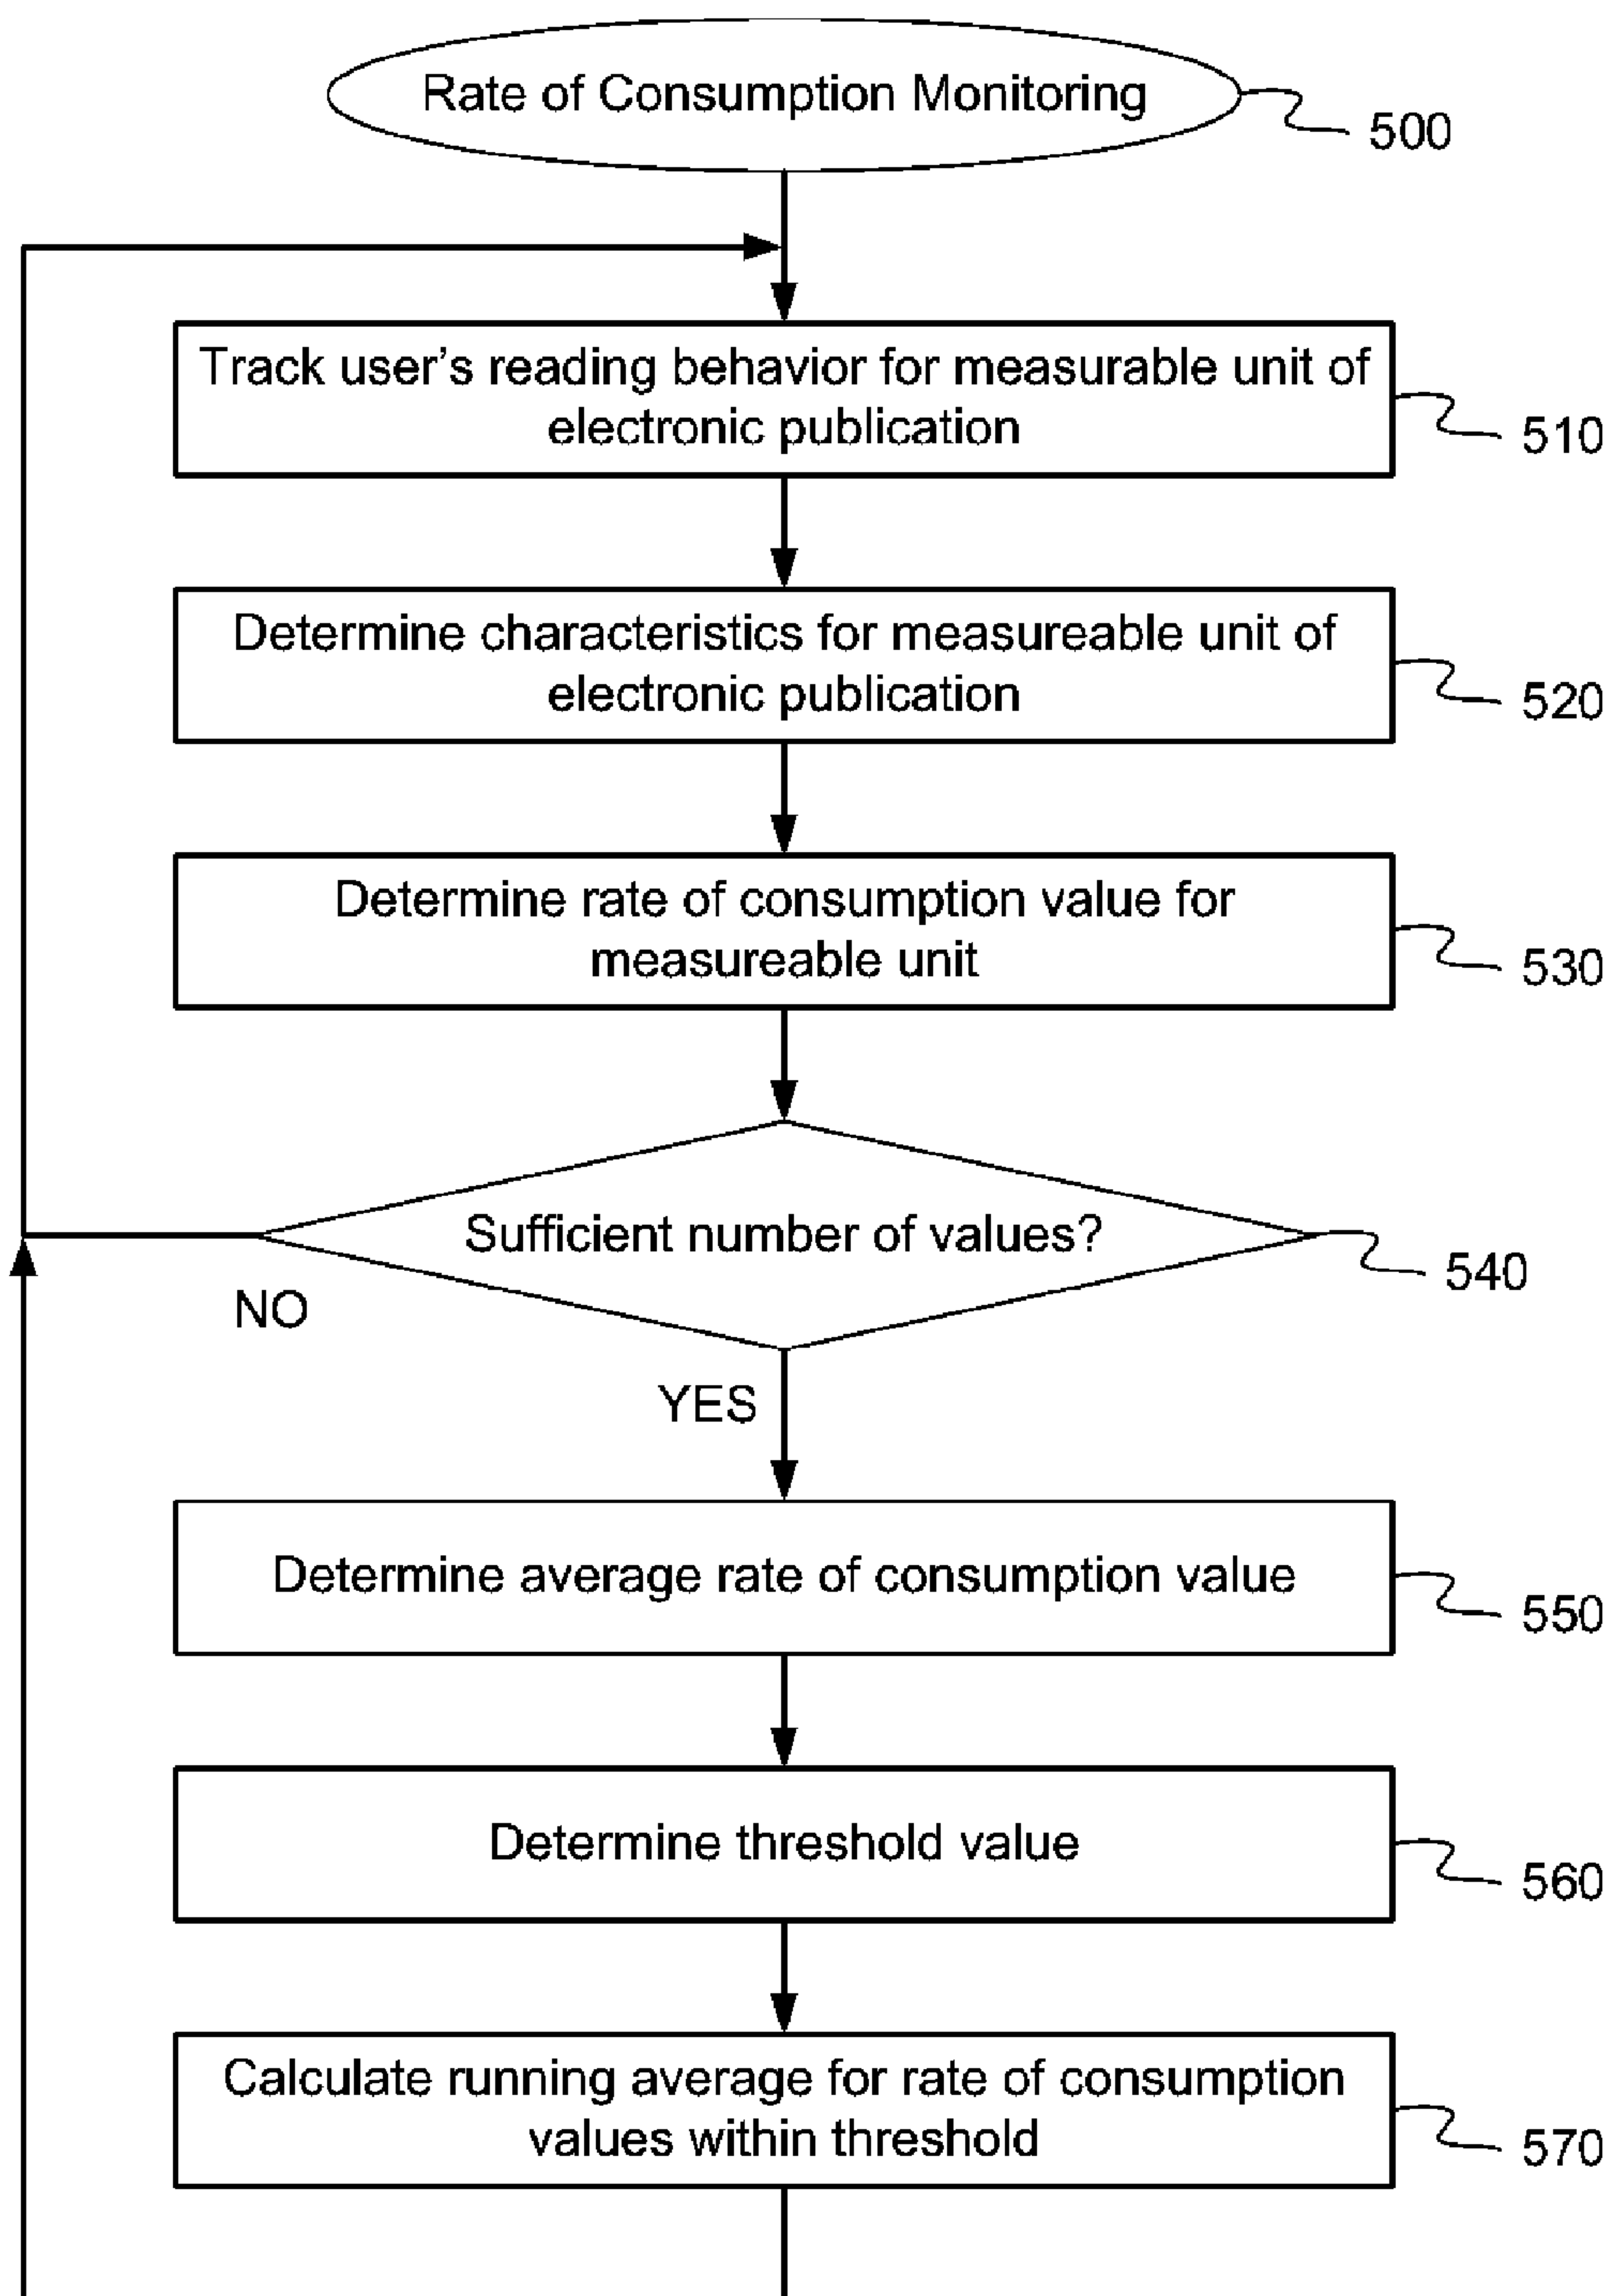 Rate of Consumption Monitoring
500
Track user's reading behavior for measurable unit of
electronic publication
510
Determine characteristics for measureable unit of
electronic publication
520
Determine rate of consumption value for
measureable unit
530
Sufficient number of values?
540
NO
YES
Determine average rate of consumption value
550
Determine threshold value
560
Calculate running average for rate of consumption
values within threshold
570